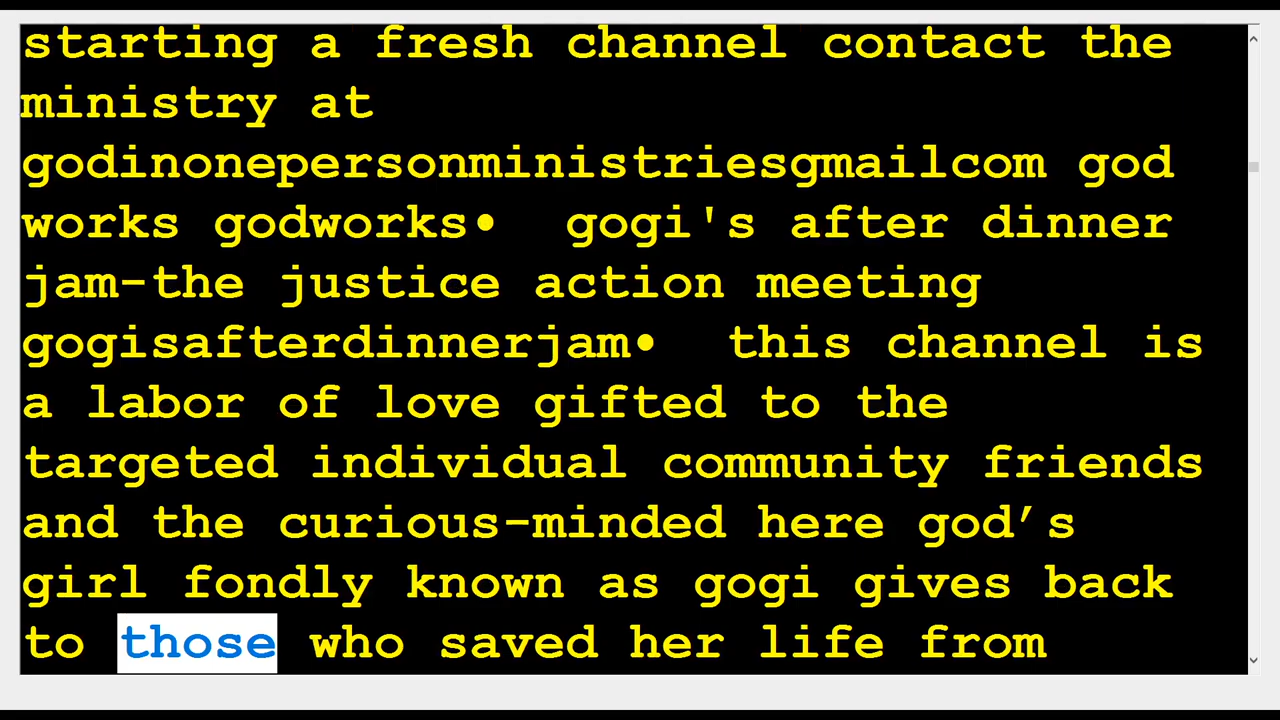 starting a fresh channel contact the
ministry at
godinonepersonministriesgmailcom god
works godworks•  gogi's after dinner
jam-the justice action meeting
gogisafterdinnerjam•  this channel is
a labor of love gifted to the
targeted individual community friends
and the curious-minded here god’s
girl fondly known as gogi gives back
to those who saved her life from